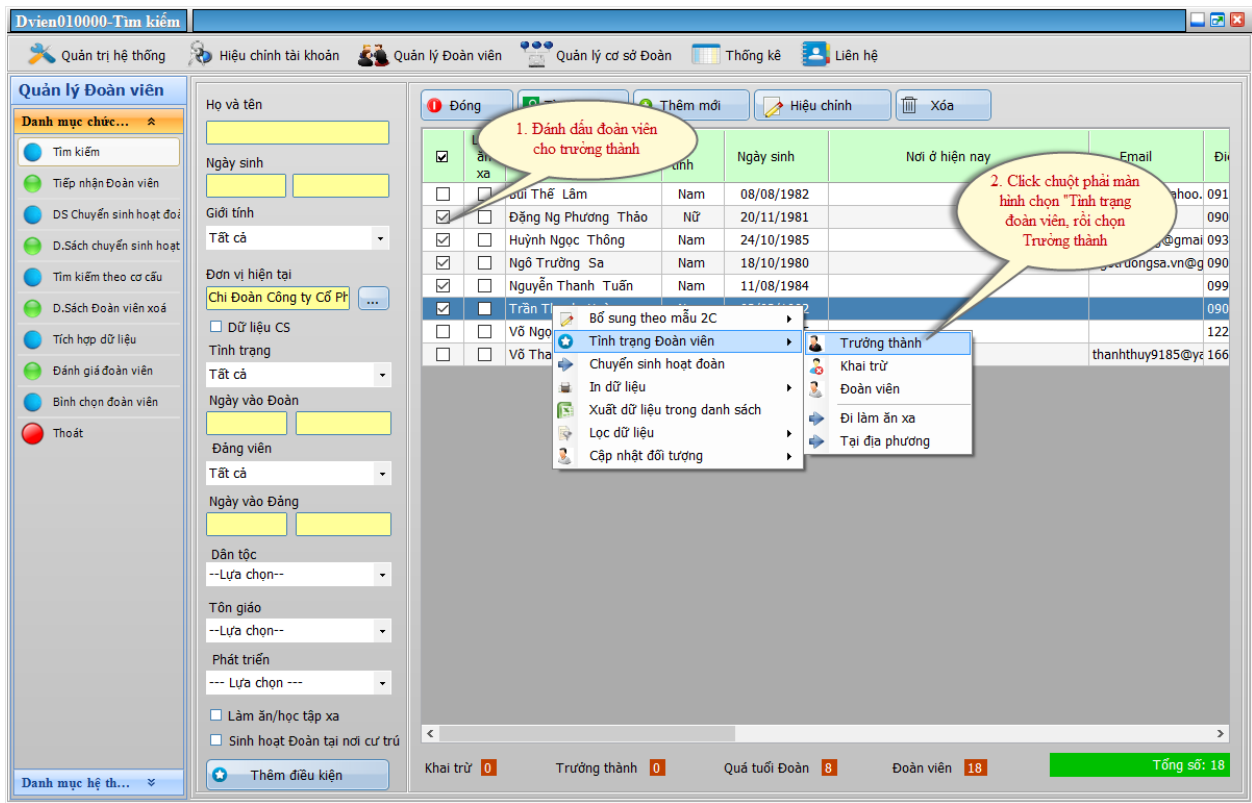 Dvien010000-Tìm kiếm
Quản trị hệ thống Hiệu chỉnh tài khoản Quản lý Đoàn viên Quản lý cơ sở Đoàn Thống kê Liên hệ
Quản lý Đoàn viên
Danh mục chức...
Tìm kiếm
Tiếp nhận Đoàn viên
DS Chuyển sinh hoạt đoà
D.Sách chuyển sinh hoạt
Tìm kiếm theo cơ cấu
D.Sách Đoàn viên xoá
Tích hợp dữ liệu
Đánh giá đoàn viên
Bình chọn đoàn viên
Thoát
Danh mục hệ th...
Họ và tên
Ngày sinh
Giới tính
Tất cả
Đơn vị hiện tại
Chi Đoàn Công ty Cổ Ph
...
Dữ liệu CS
Tình trạng
Tất cả
Ngày vào Đoàn
Đảng viên
Tất cả
Ngày vào Đảng
Dân tộc
--Lựa chọn--
Tôn giáo
--Lựa chọn--
Phát triển
--- Lựa chọn ---
Làm ăn/học tập xa
Sinh hoạt Đoàn tại nơi cư trú
Thêm điều kiện
Đóng Thêm mới Hiệu chỉnh Xóa
1. Đánh dấu đoàn viên
cho trưởng thành
xa tính Ngày sinh Nơi ở hiện nay Email
2. Click chuột phải màn
hình chọn "Tình trạng
đoàn viên, rồi chọn
Trưởng thành
Bùi Thế Lâm Nam 08/08/1982 ahoo. 091
Đặng Ng Phương Thảo Nữ 20/11/1981 090
Huỳnh Ngọc Thông Nam 24/10/1985 @gmai 093
Ngô Trường Sa Nam 18/10/1980 ngotruongsa.vn@g 090
Nguyễn Thanh Tuấn Nam 11/08/1984 099
Trần 090
Võ Ngọ 122
Võ Tha thanhthuy9185@ya 166
Bổ sung theo mẫu 2C
Tình trạng Đoàn viên
Chuyển sinh hoạt đoàn
In dữ liệu
Xuất dữ liệu trong danh sách
Lọc dữ liệu
Cập nhật đối tượng
Trưởng thành
Khai trừ
Đoàn viên
Đi làm ăn xa
Tại địa phương
Khai trừ 0 Trưởng thành 0 Quá tuổi Đoàn 8 Đoàn viên 18 Tổng số: 18